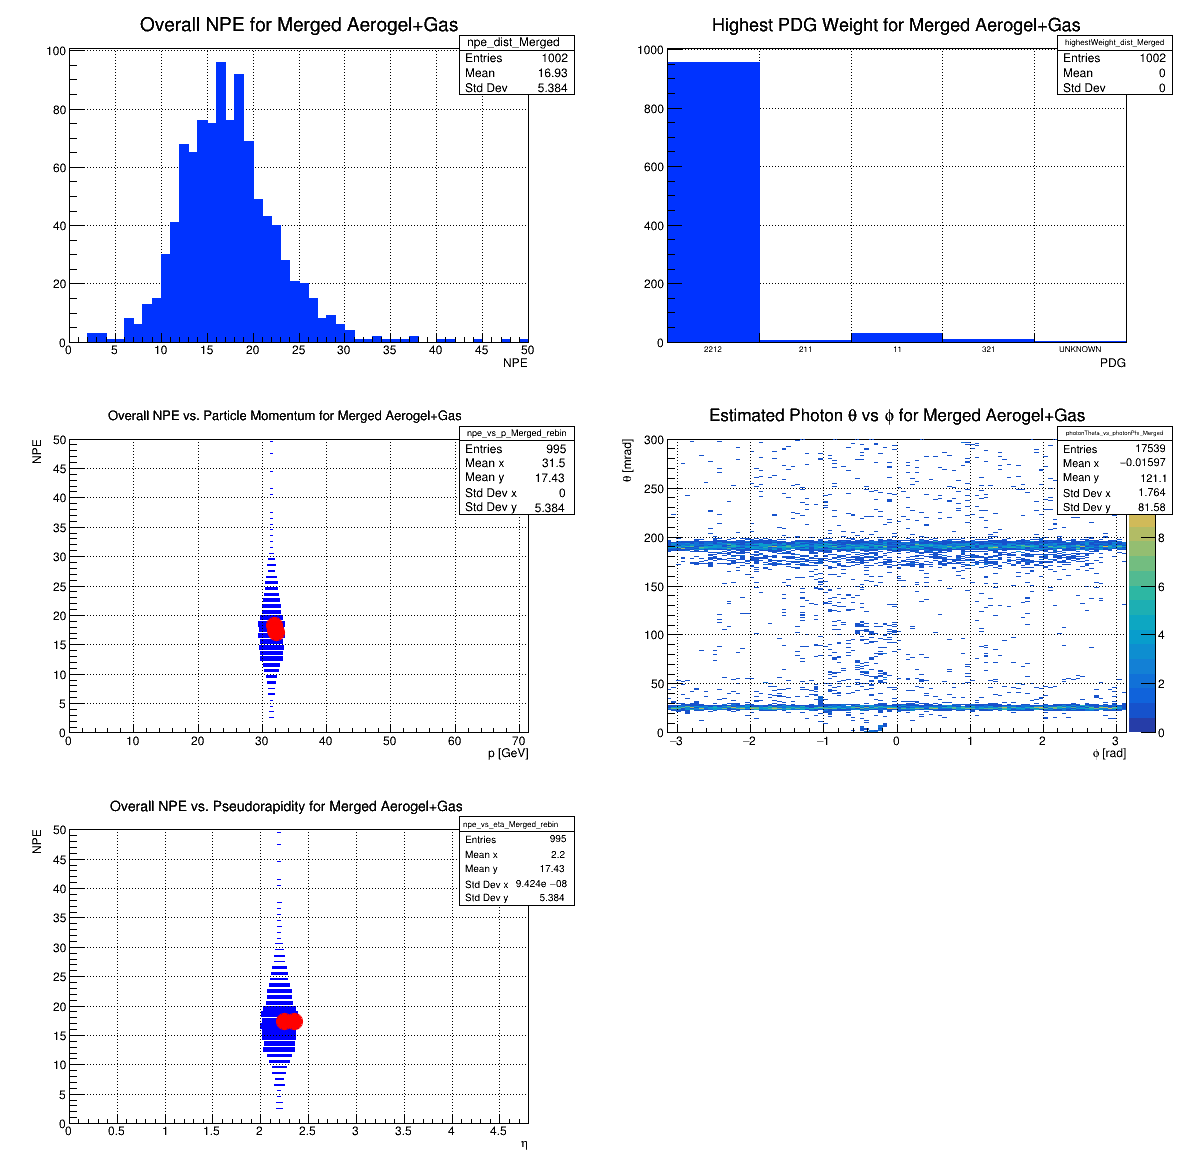 Overall NPE for Merged Aerogel+Gas
npe_dist_Merged
Entries 1002
Mean 16.93
Std Dev 5.384
100
80
60
40
20
0
0 5 10 15 20 25 30 35 40 45 50
NPE
Highest PDG Weight for Merged Aerogel+Gas
highestWeight_dist_Merged
Entries 1002
Mean 0
Std Dev 0
1000
800
600
400
200
0
2212 211 11 321 UNKNOWN
PDG
Overall NPE vs. Particle Momentum for Merged Aerogel+Gas
npe_vs_p_Merged_rebin
Entries 995
Mean x 31.5
Mean y 17.43
Std Dev x 0
Std Dev y 5.384
NPE
50
45
40
35
30
25
20
15
10
5
0
0 10 20 30 40 50 60 70
p [GeV]
Estimated Photon θ vs ϕ for Merged Aerogel+Gas
photonTheta_vs_photonPhi_Merged
Entries 17539
Mean x −0.01597
Mean y 121.1
Std Dev x 1.764
Std Dev y 81.58
θ [mrad]
300
250
200
150
100
50
0
−3 −2 −1 0 1 2 3
ϕ [rad]
8
6
4
2
0
Overall NPE vs. Pseudorapidity for Merged Aerogel+Gas
npe_vs_eta_Merged_rebin
Entries 995
Mean x 2.2
Mean y 17.43
Std Dev x 9.424e −08
Std Dev y 5.384
NPE
50
45
40
35
30
25
20
15
10
5
0
0 0.5 1 1.5 2 2.5 3 3.5 4 4.5
η